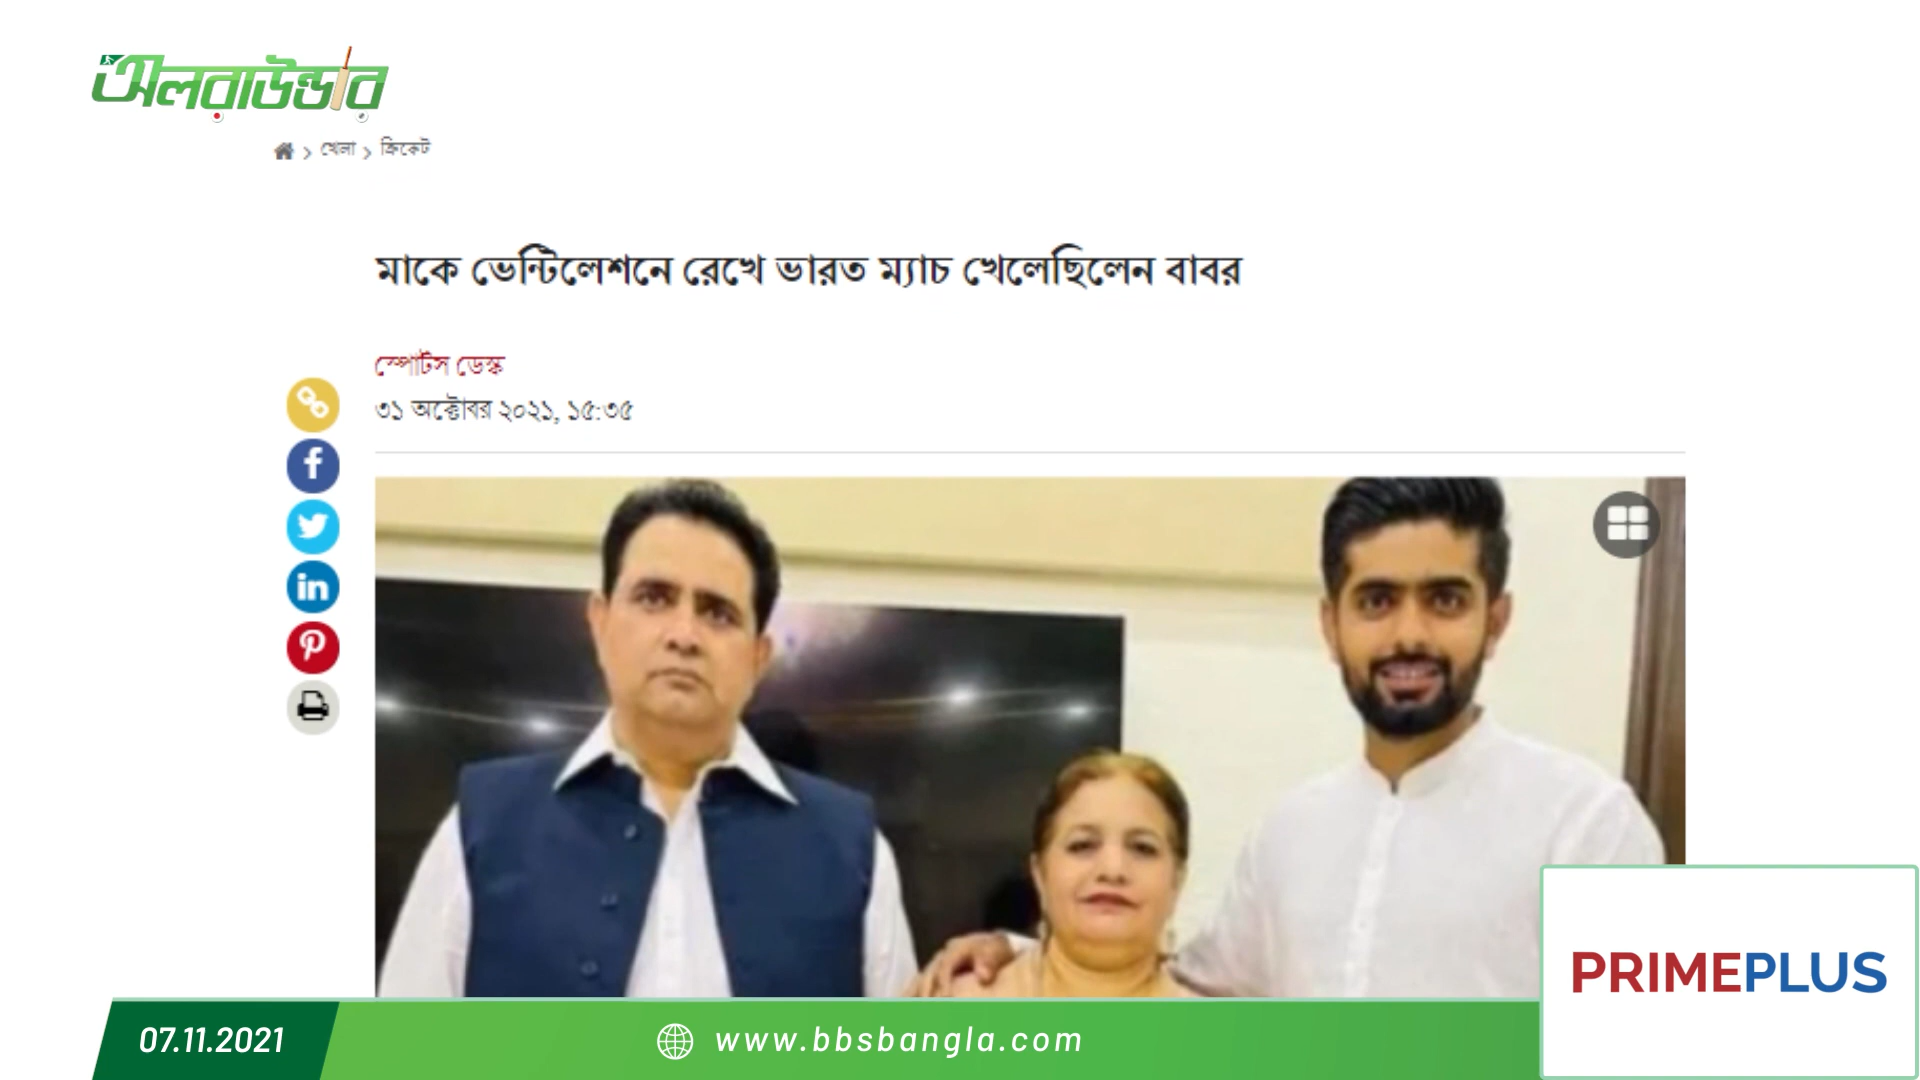 অলরাউন্ডার
খেলা > ক্রিকেট
মাকে ভেন্টিলেশনে রেখে ভারত ম্যাচ খেলেছিলেন বাবর
স্পোর্টস ডেস্ক
৩১ অক্টোবর ২০২১, ১৫:৩৫
PRIMEPLUS
07.11.2021
www.bbsbangla.com